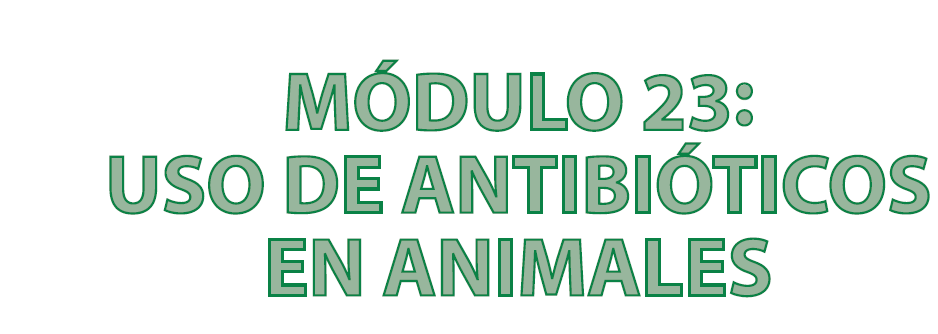 MÓDULO 23:
USO DE ANTIBIÓTICOS
EN ANIMALES